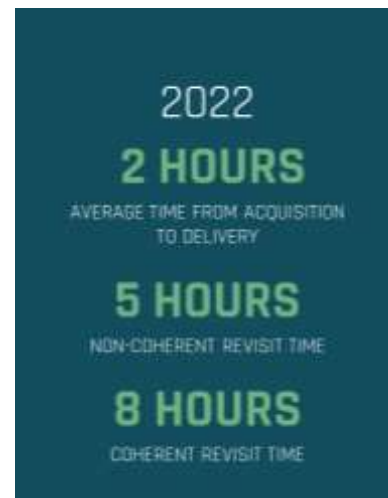 2022
2 HOURS
AVERAGE TIME FROM ACQUISITION
TO DELIVERY
5 HOURS
NON-COHERENT REVISIT TIME
8 HOURS
COHERENT REVISIT TIME